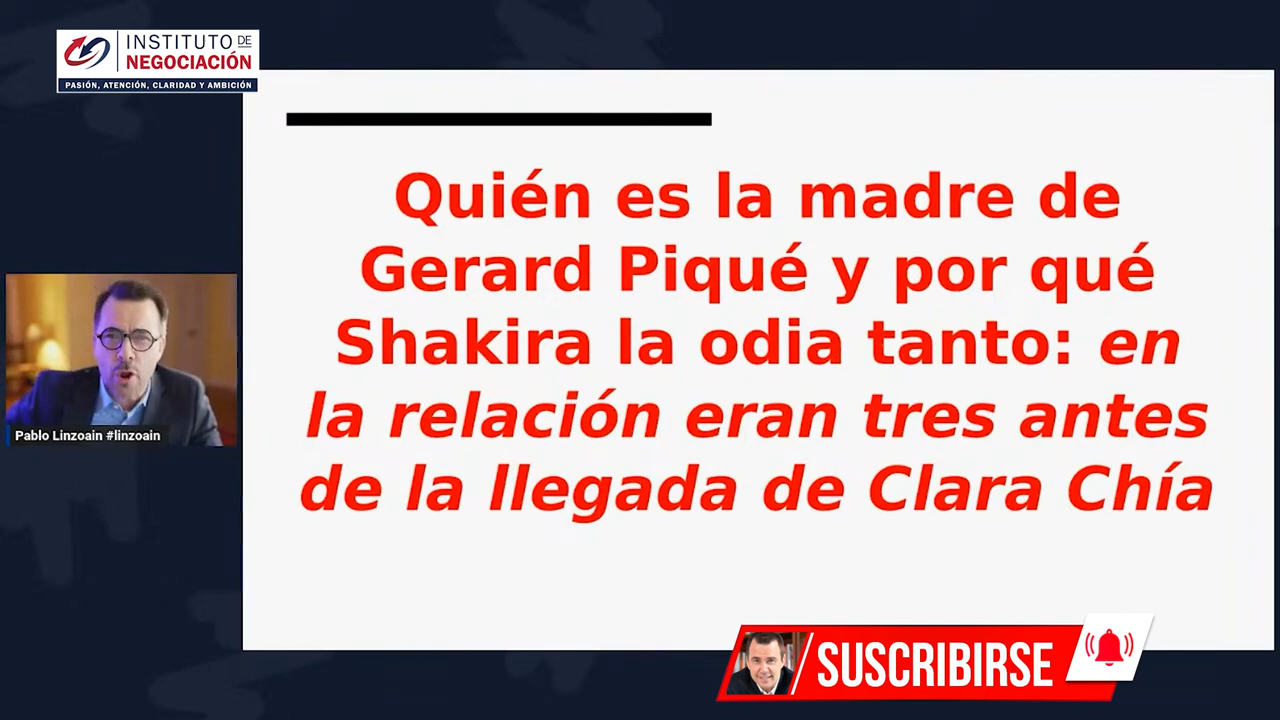 INSTITUTO DE
NEGOCIACIÓN
PASIÓN, ATENCIÓN, CLARIDAD Y AMBICIÓN
Quién es la madre de
Gerard Piqué y por qué
Shakira la odia tanto: en
la relación eran tres antes
de la llegada de Clara Chía
Pablo Linzoain #linzoain
SUSCRIBIRSE